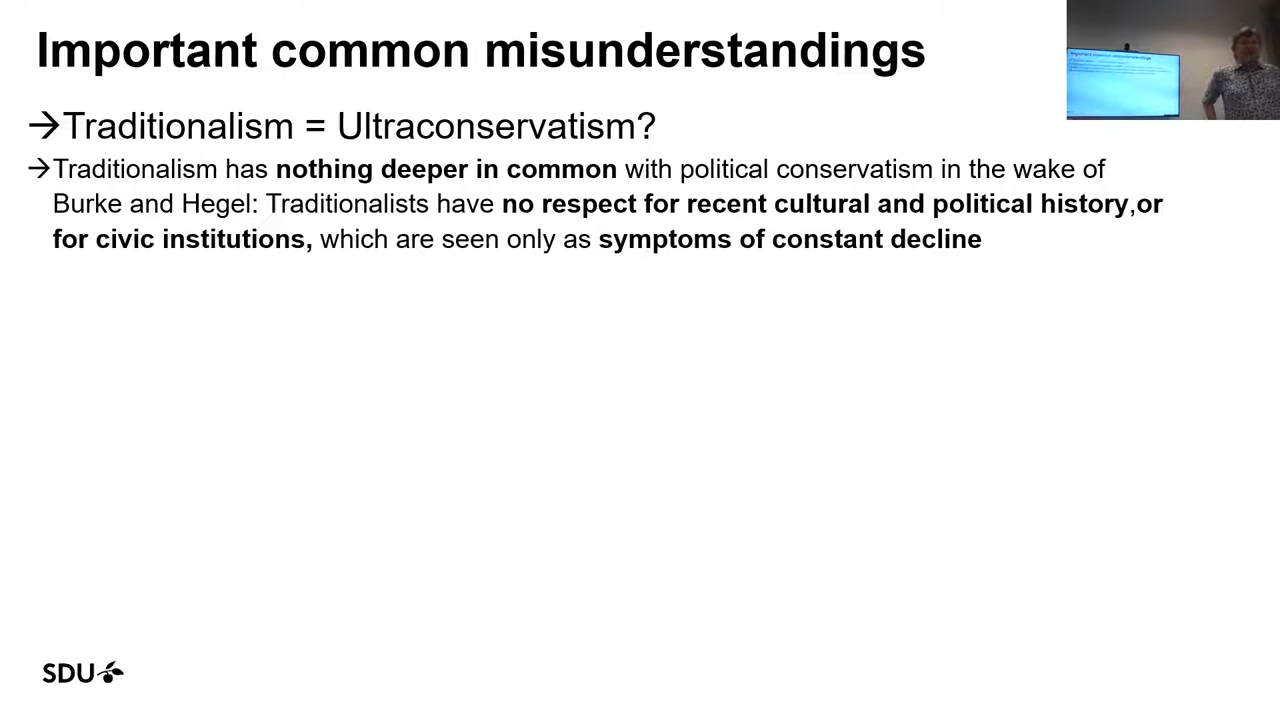 Important common misunderstandings
→Traditionalism = Ultraconservatism?
→Traditionalism has nothing deeper in common with political conservatism in the wake of
Burke and Hegel: Traditionalists have no respect for recent cultural and political history,or
for civic institutions, which are seen only as symptoms of constant decline
SDU